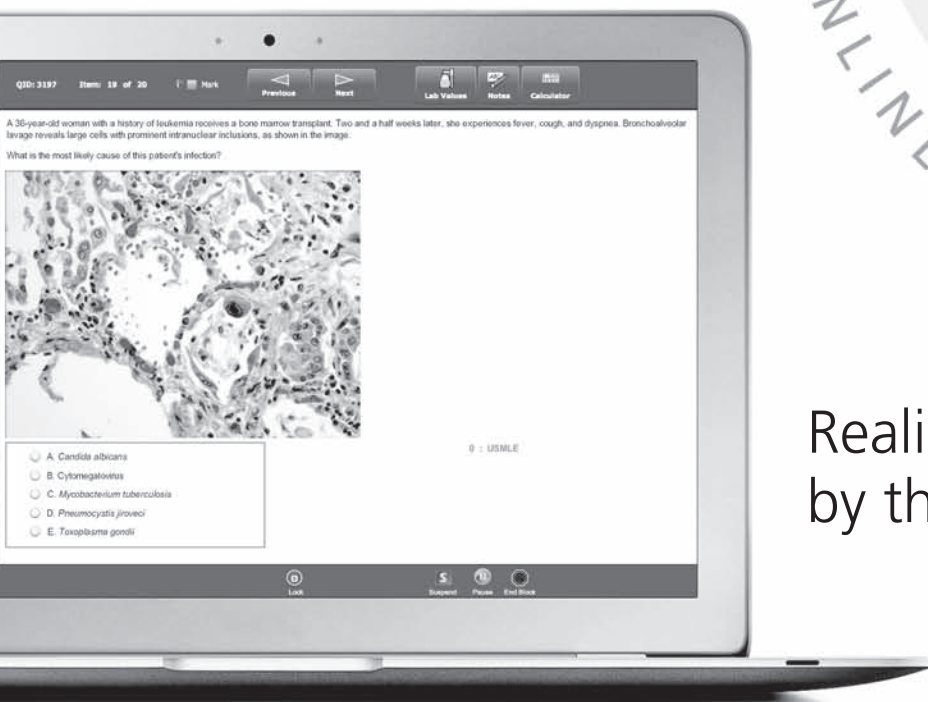 NLINE
QID: 3197 Item: 19 of 20 Mark Previous Next Lab Values Notes Calculator
A 36-year-old woman with a history of leukemia receives a bone marrow transplant. Two and a half weeks later, she experiences fever, cough, and dyspnea. Bronchoalveolar
lavage reveals large cells with prominent intranuclear inclusions, as shown in the image.
What is the most likely cause of this patient's infection?
Reali
by th
0 : USMLE
A. Candida albicans
B. Cytomegalovirus
C. Mycobacterium tuberculosis
D. Pneumocystis jiroveci
E. Toxoplasma gondii
Lock Suspend Pause End Block